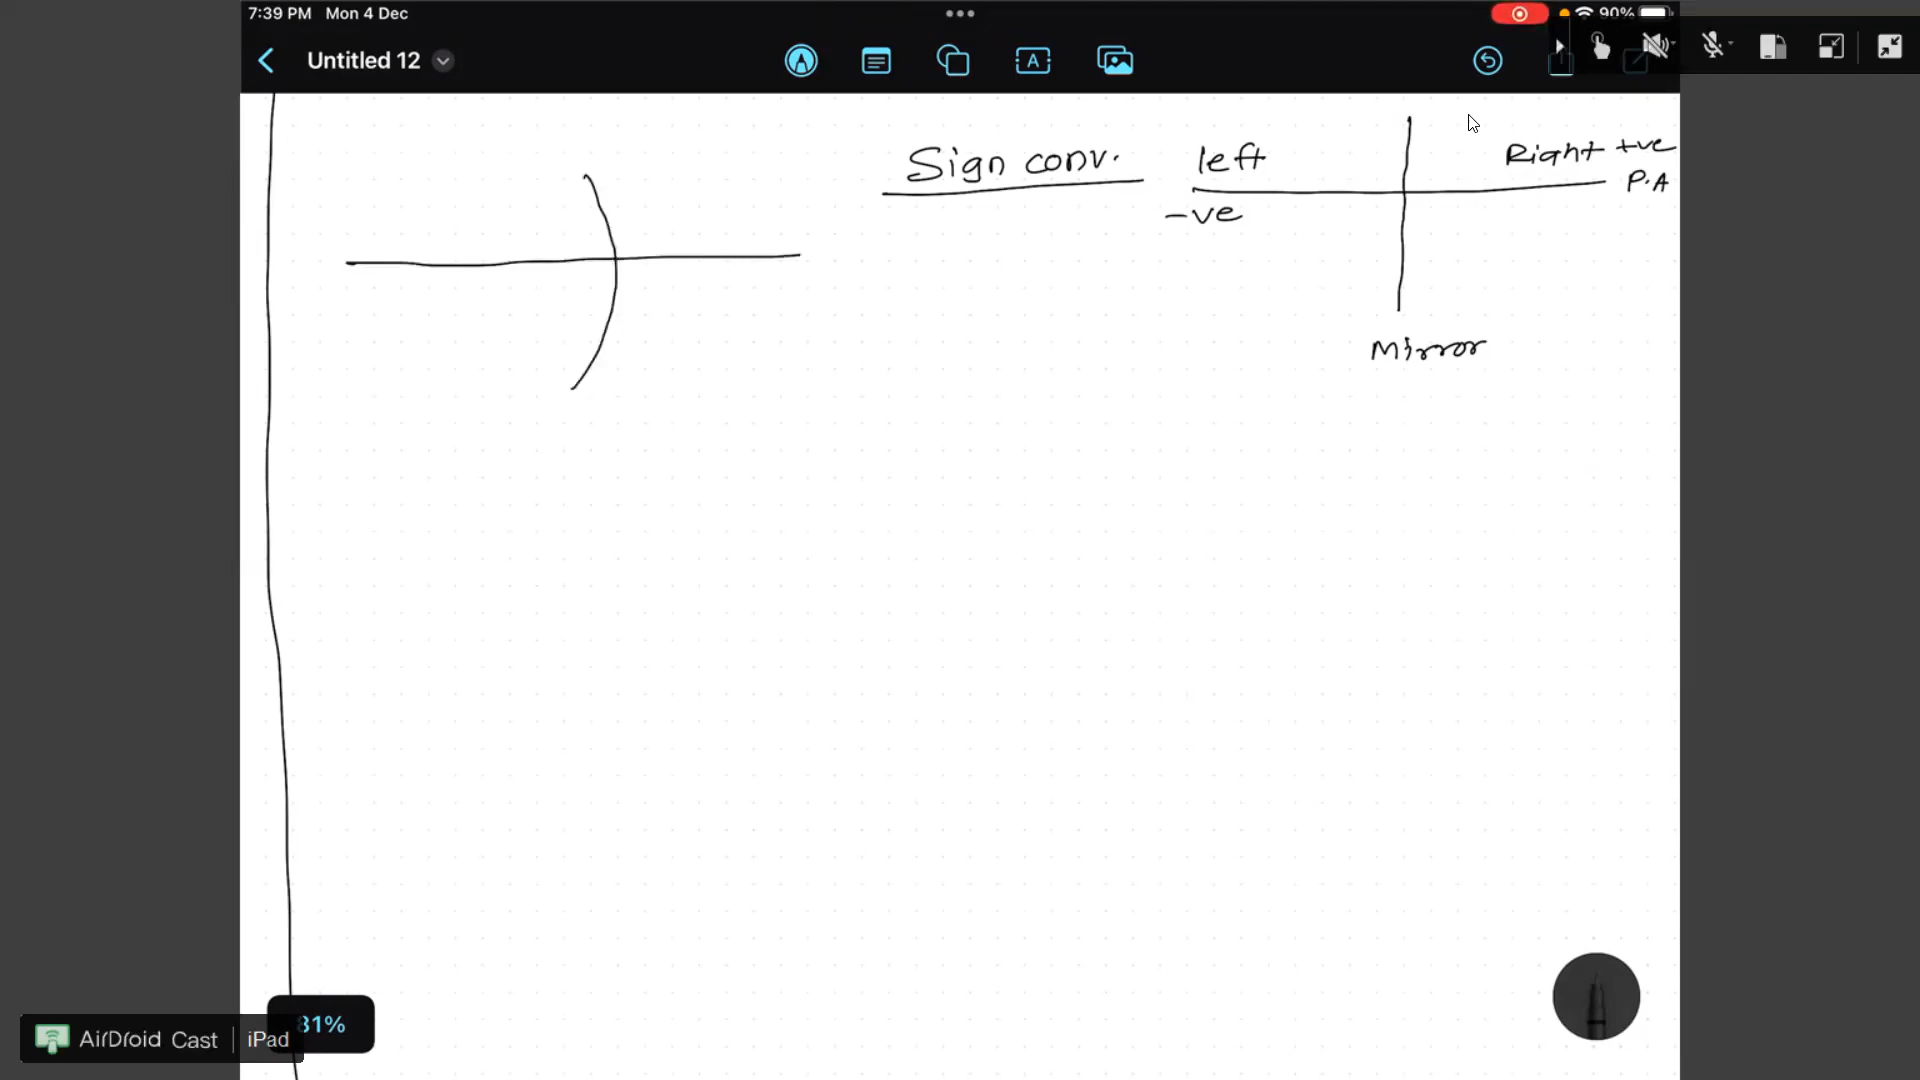 7:39 PM Mon 4 Dec
90%
Untitled 12
A
Sign conv.
left
Right +ve
P.A
-ve
Mirror
81%
AirDroid Cast | iPad